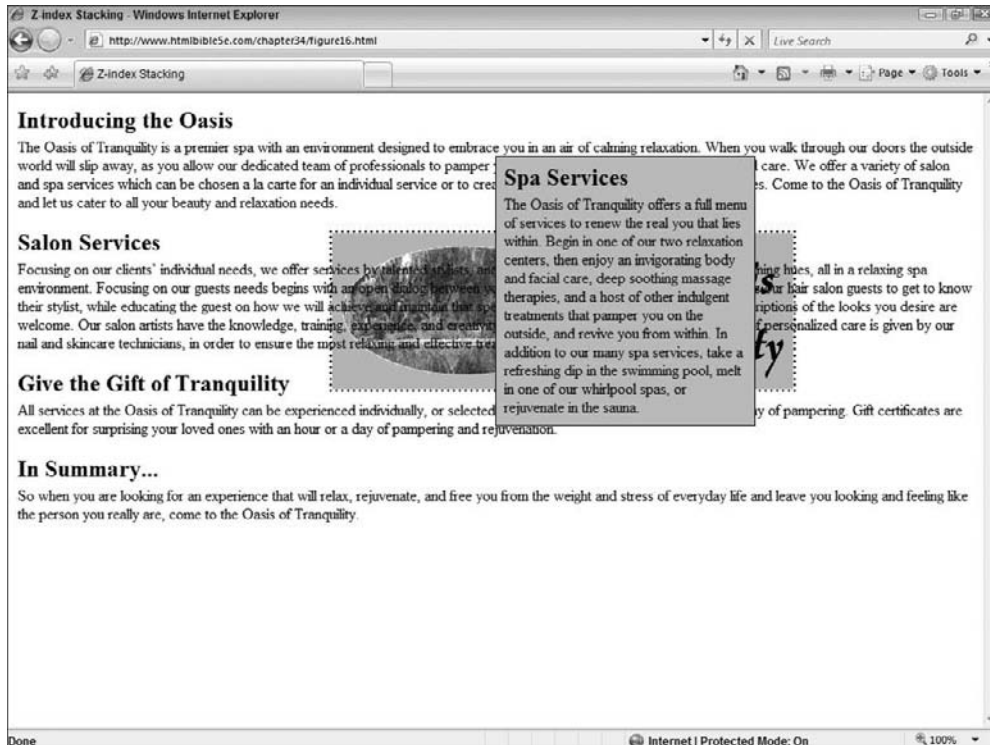 Z-index Stacking - Windows Internet Explorer
http://www.htmlbible5e.com/chapter34/figure16.html
Live Search
Z-index Stacking
Page
Tools
Introducing the Oasis
The Oasis of Tranquility is a premier spa with an environment designed to embrace you in an air of calming relaxation. When you walk through our doors the outside
world will slip away, as you allow our dedicated team of professionals to pamper care. We offer a variety of salon
and spa services which can be chosen a la carte for an individual service or to Come to the Oasis of Tranquility
and let us cater to all your beauty and relaxation needs.
Spa Services
The Oasis of Tranquility offers a full menu
of services to renew the real you that lies
within. Begin in one of our two relaxation
centers, then enjoy an invigorating body
and facial care, deep soothing massage
therapies, and a host of other indulgent
treatments that pamper you on the
outside, and revive you from within. In
addition to our many spa services, take a
refreshing dip in the swimming pool, melt
in one of our whirlpool spas, or
rejuvenate in the sauna.
Salon Services
Focusing on our clients' individual needs, we offer services by talented stylists, hues, all in a relaxing spa
environment. Focusing on our guests needs begins with an open dialog between hair salon guests to get to know
their stylist, while educating the guest on how we will achieve and maintain that of the looks you desire are
welcome. Our salon artists have the knowledge, training, experience, and of personalized care is given by our
nail and skincare technicians, in order to ensure the most relaxing and effective
Give the Gift of Tranquility
All services at the Oasis of Tranquility can be experienced individually, or selected of pampering. Gift certificates are
excellent for surprising your loved ones with an hour or a day of pampering and rejuvenation.
In Summary...
So when you are looking for an experience that will relax, rejuvenate, and free you from the weight and stress of everyday life and leave you looking and feeling like
the person you really are, come to the Oasis of Tranquility.
Done
Internet | Protected Mode: On
100%